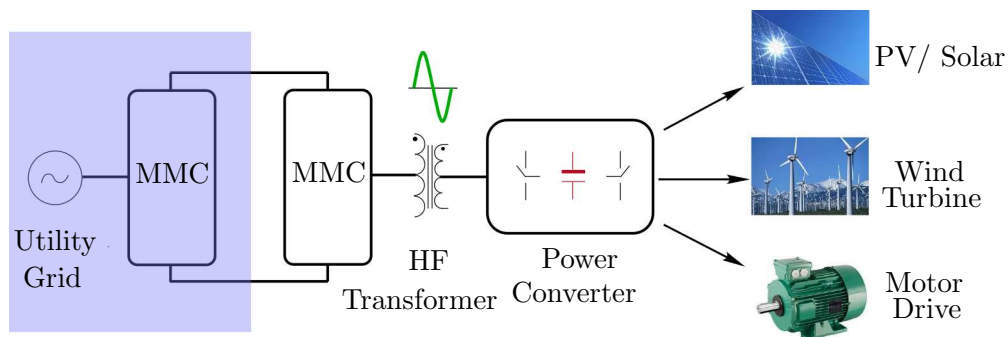 MMC
MMC
Utility
Grid
HF
Transformer
Power
Converter
PV/ Solar
Wind
Turbine
Motor
Drive